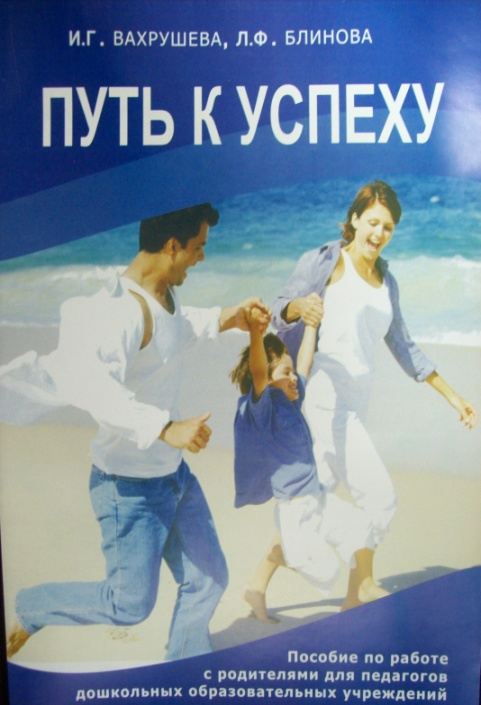 И.Г. ВАХРУШЕВА, Л.Ф. БЛИНОВА
ПУТЬ К УСПЕХУ
Пособие по работе
с родителями для педагогов
дошкольных образовательных учреждений